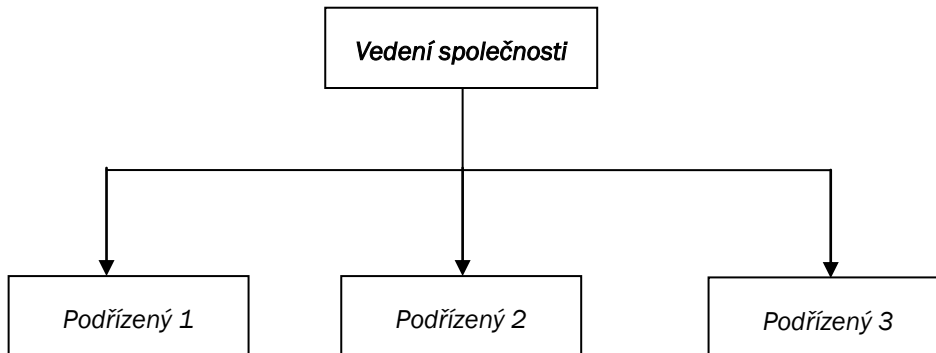 Vedení společnosti
Podřízený 1
Podřízený 2
Podřízený 3